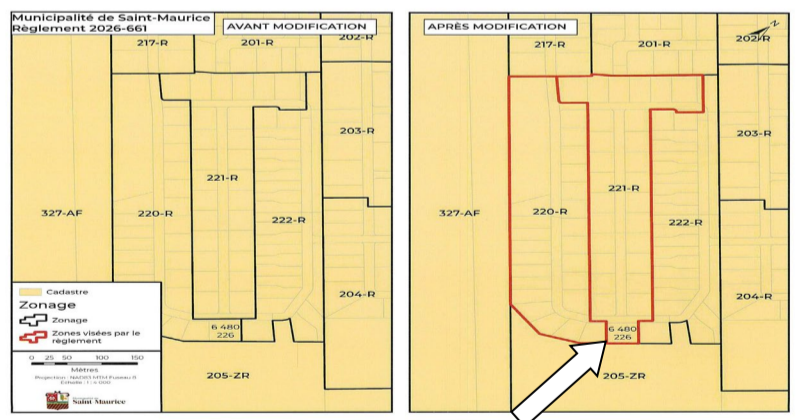 Municipalité de Saint-Maurice
Règlement 2026-661
AVANT MODIFICATION
217-R
201-R
202-R
203-R
221-R
327-AF
220-R
222-R
204-R
6 480
226
205-ZR
Cadastre
Zonage
Zonage
Zones visées par le
règlement
0 25 50 100 150
Mètres
Saint-Maurice
APRÈS MODIFICATION
217-R
201-R
202-R
203-R
221-R
327-AF
220-R
222-R
204-R
6 480
226
205-ZR